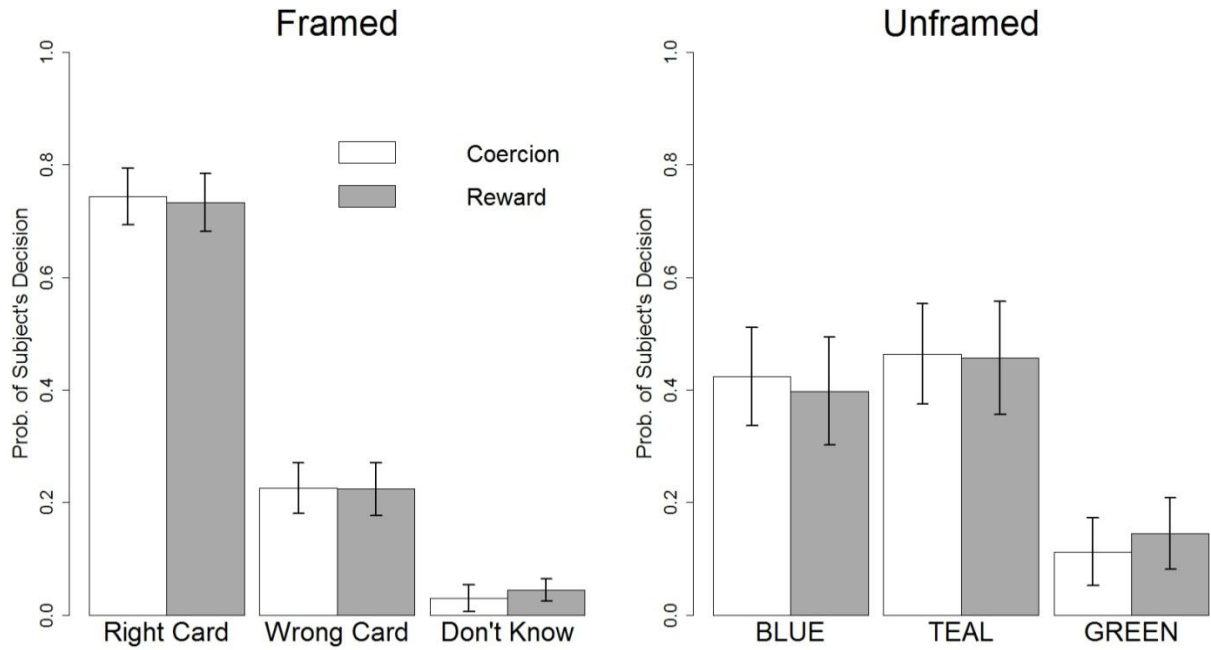 Framed
Prob. of Subject's Decision
0.0 0.2 0.4 0.6 0.8 1.0
Coercion
Reward
Right Card Wrong Card Don't Know
Unframed
Prob. of Subject's Decision
0.0 0.2 0.4 0.6 0.8 1.0
BLUE TEAL GREEN